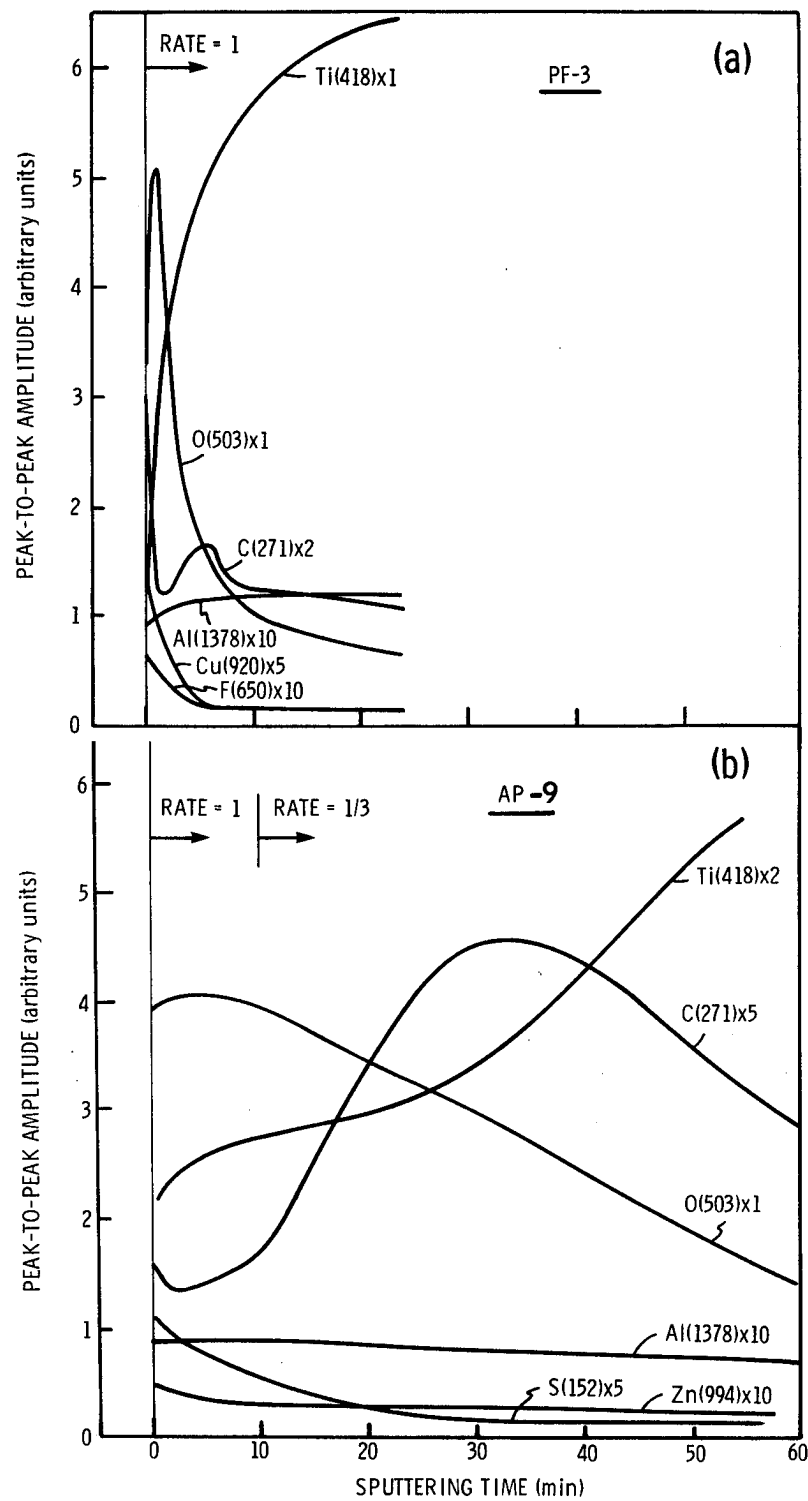 (a)
RATE = 1
PF-3
Ti(418)x1
O(503)x1
C(271)x2
Al(1378)x10
Cu(920)x5
F(650)x10
PEAK-TO-PEAK AMPLITUDE (arbitrary units)
6
5
4
3
2
1
0
(b)
RATE = 1
RATE = 1/3
AP-9
Ti(418)x2
C(271)x5
O(503)x1
Al(1378)x10
S(152)x5
Zn(994)x10
PEAK-TO-PEAK AMPLITUDE (arbitrary units)
6
5
4
3
2
1
0
0 10 20 30 40 50 60
SPUTTERING TIME (min)